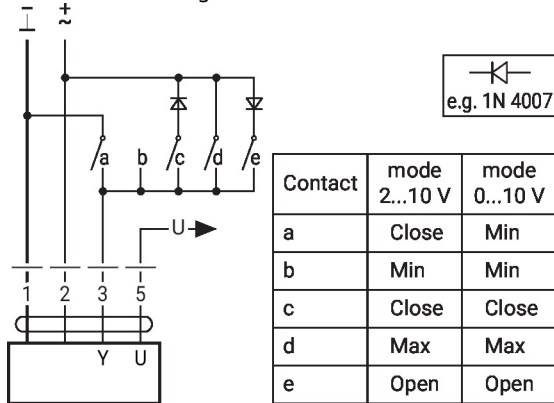 − +
⊥ ~
e.g. 1N 4007
a b c d e
U
1 2 3 5
Y U
Contact mode 2...10 V mode 0...10 V
a Close Min
b Min Min
c Close Close
d Max Max
e Open Open